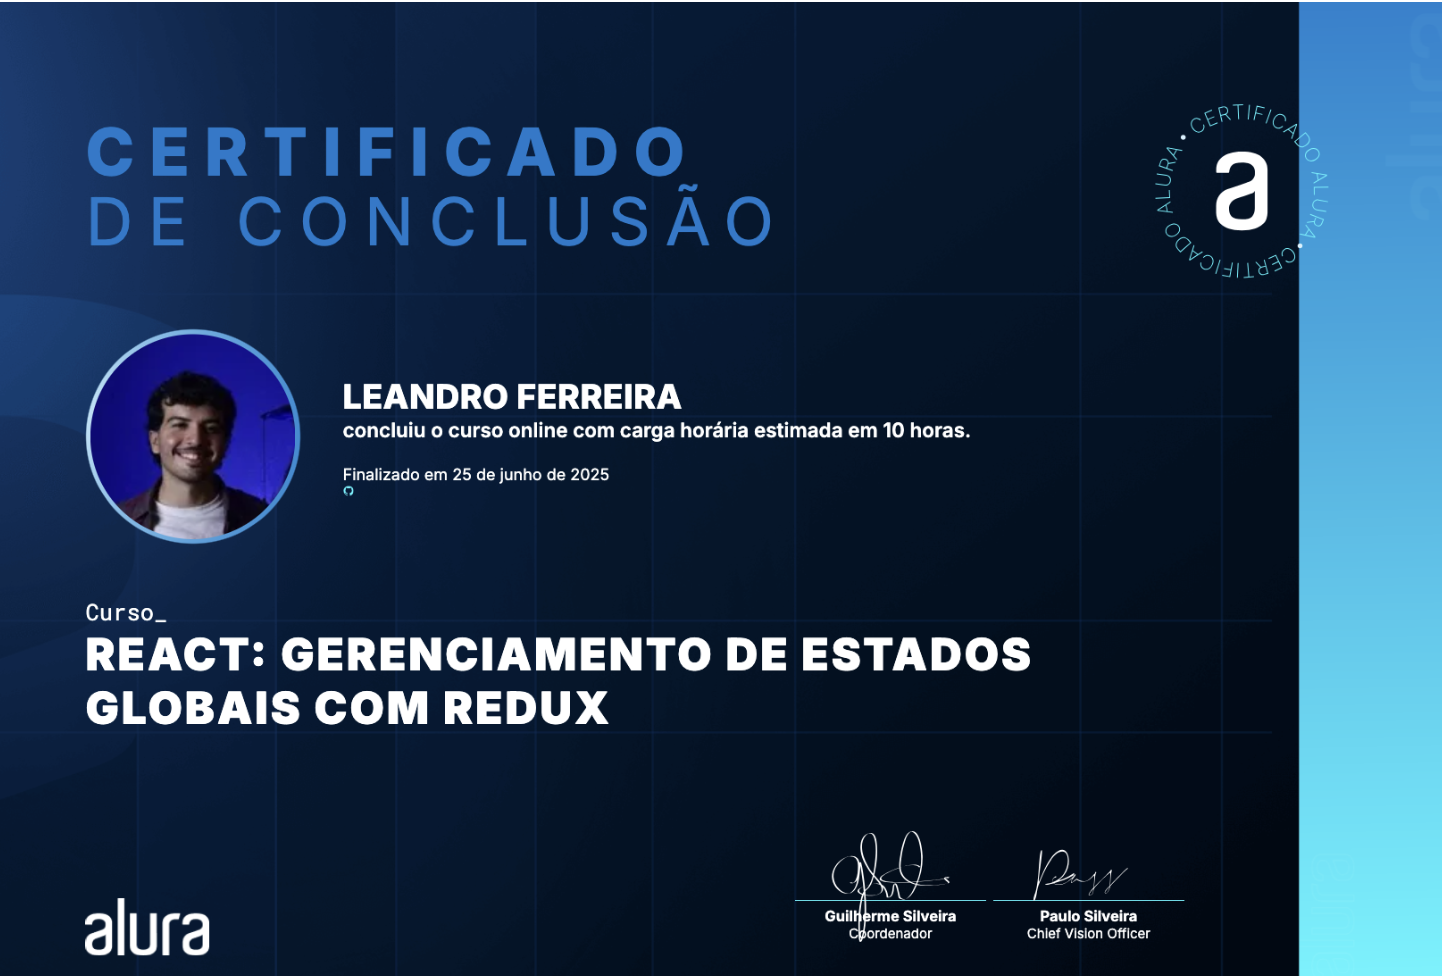 CERTIFICADO
DE CONCLUSÃO
CERTIFICADO ALURA • CERTIFICADO ALURA •
a
LEANDRO FERREIRA
concluiu o curso online com carga horária estimada em 10 horas.
Finalizado em 25 de junho de 2025
Curso_
REACT: GERENCIAMENTO DE ESTADOS
GLOBAIS COM REDUX
Guilherme Silveira
Coordenador
Paulo Silveira
Chief Vision Officer
alura
alura